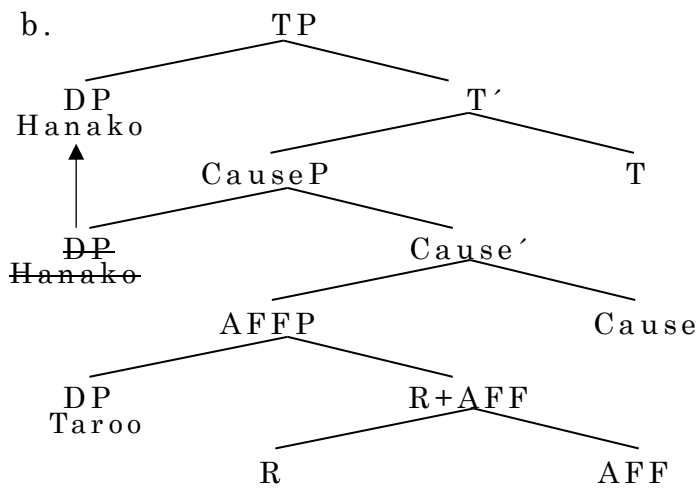 b.
TP
DP T´
Hanako
CauseP T
DP Cause´
Hanako
AFFP Cause
DP R+AFF
Taroo
R AFF